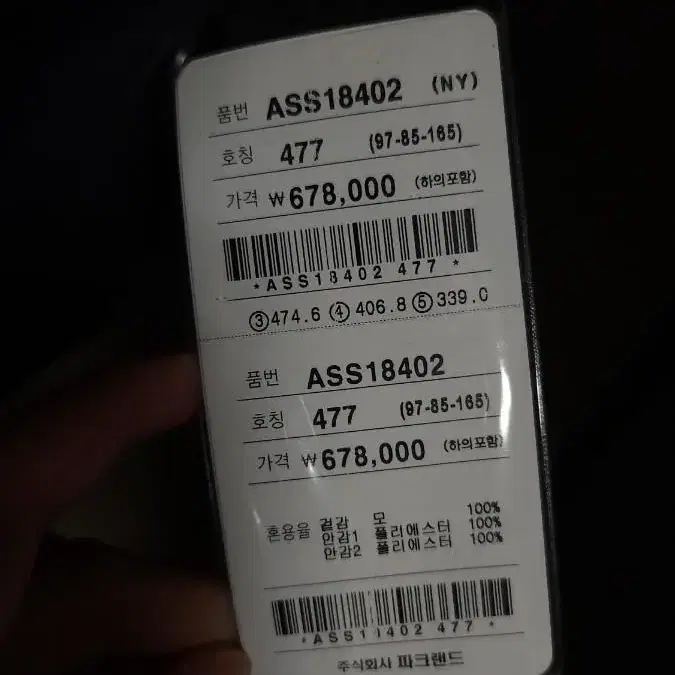 품번 ASS18402 (NY)
호칭 477 (97-85-165)
가격 ₩678,000 (하의포함)
*ASS18402 477*
③474.6 ④406.8 ⑤339.0
품번 ASS18402
호칭 477 (97-85-165)
가격 ₩678,000 (하의포함)
혼용율 겉감 모 100%
안감1 폴리에스터 100%
안감2 폴리에스터 100%
*ASS18402 477*
주식회사 파크랜드